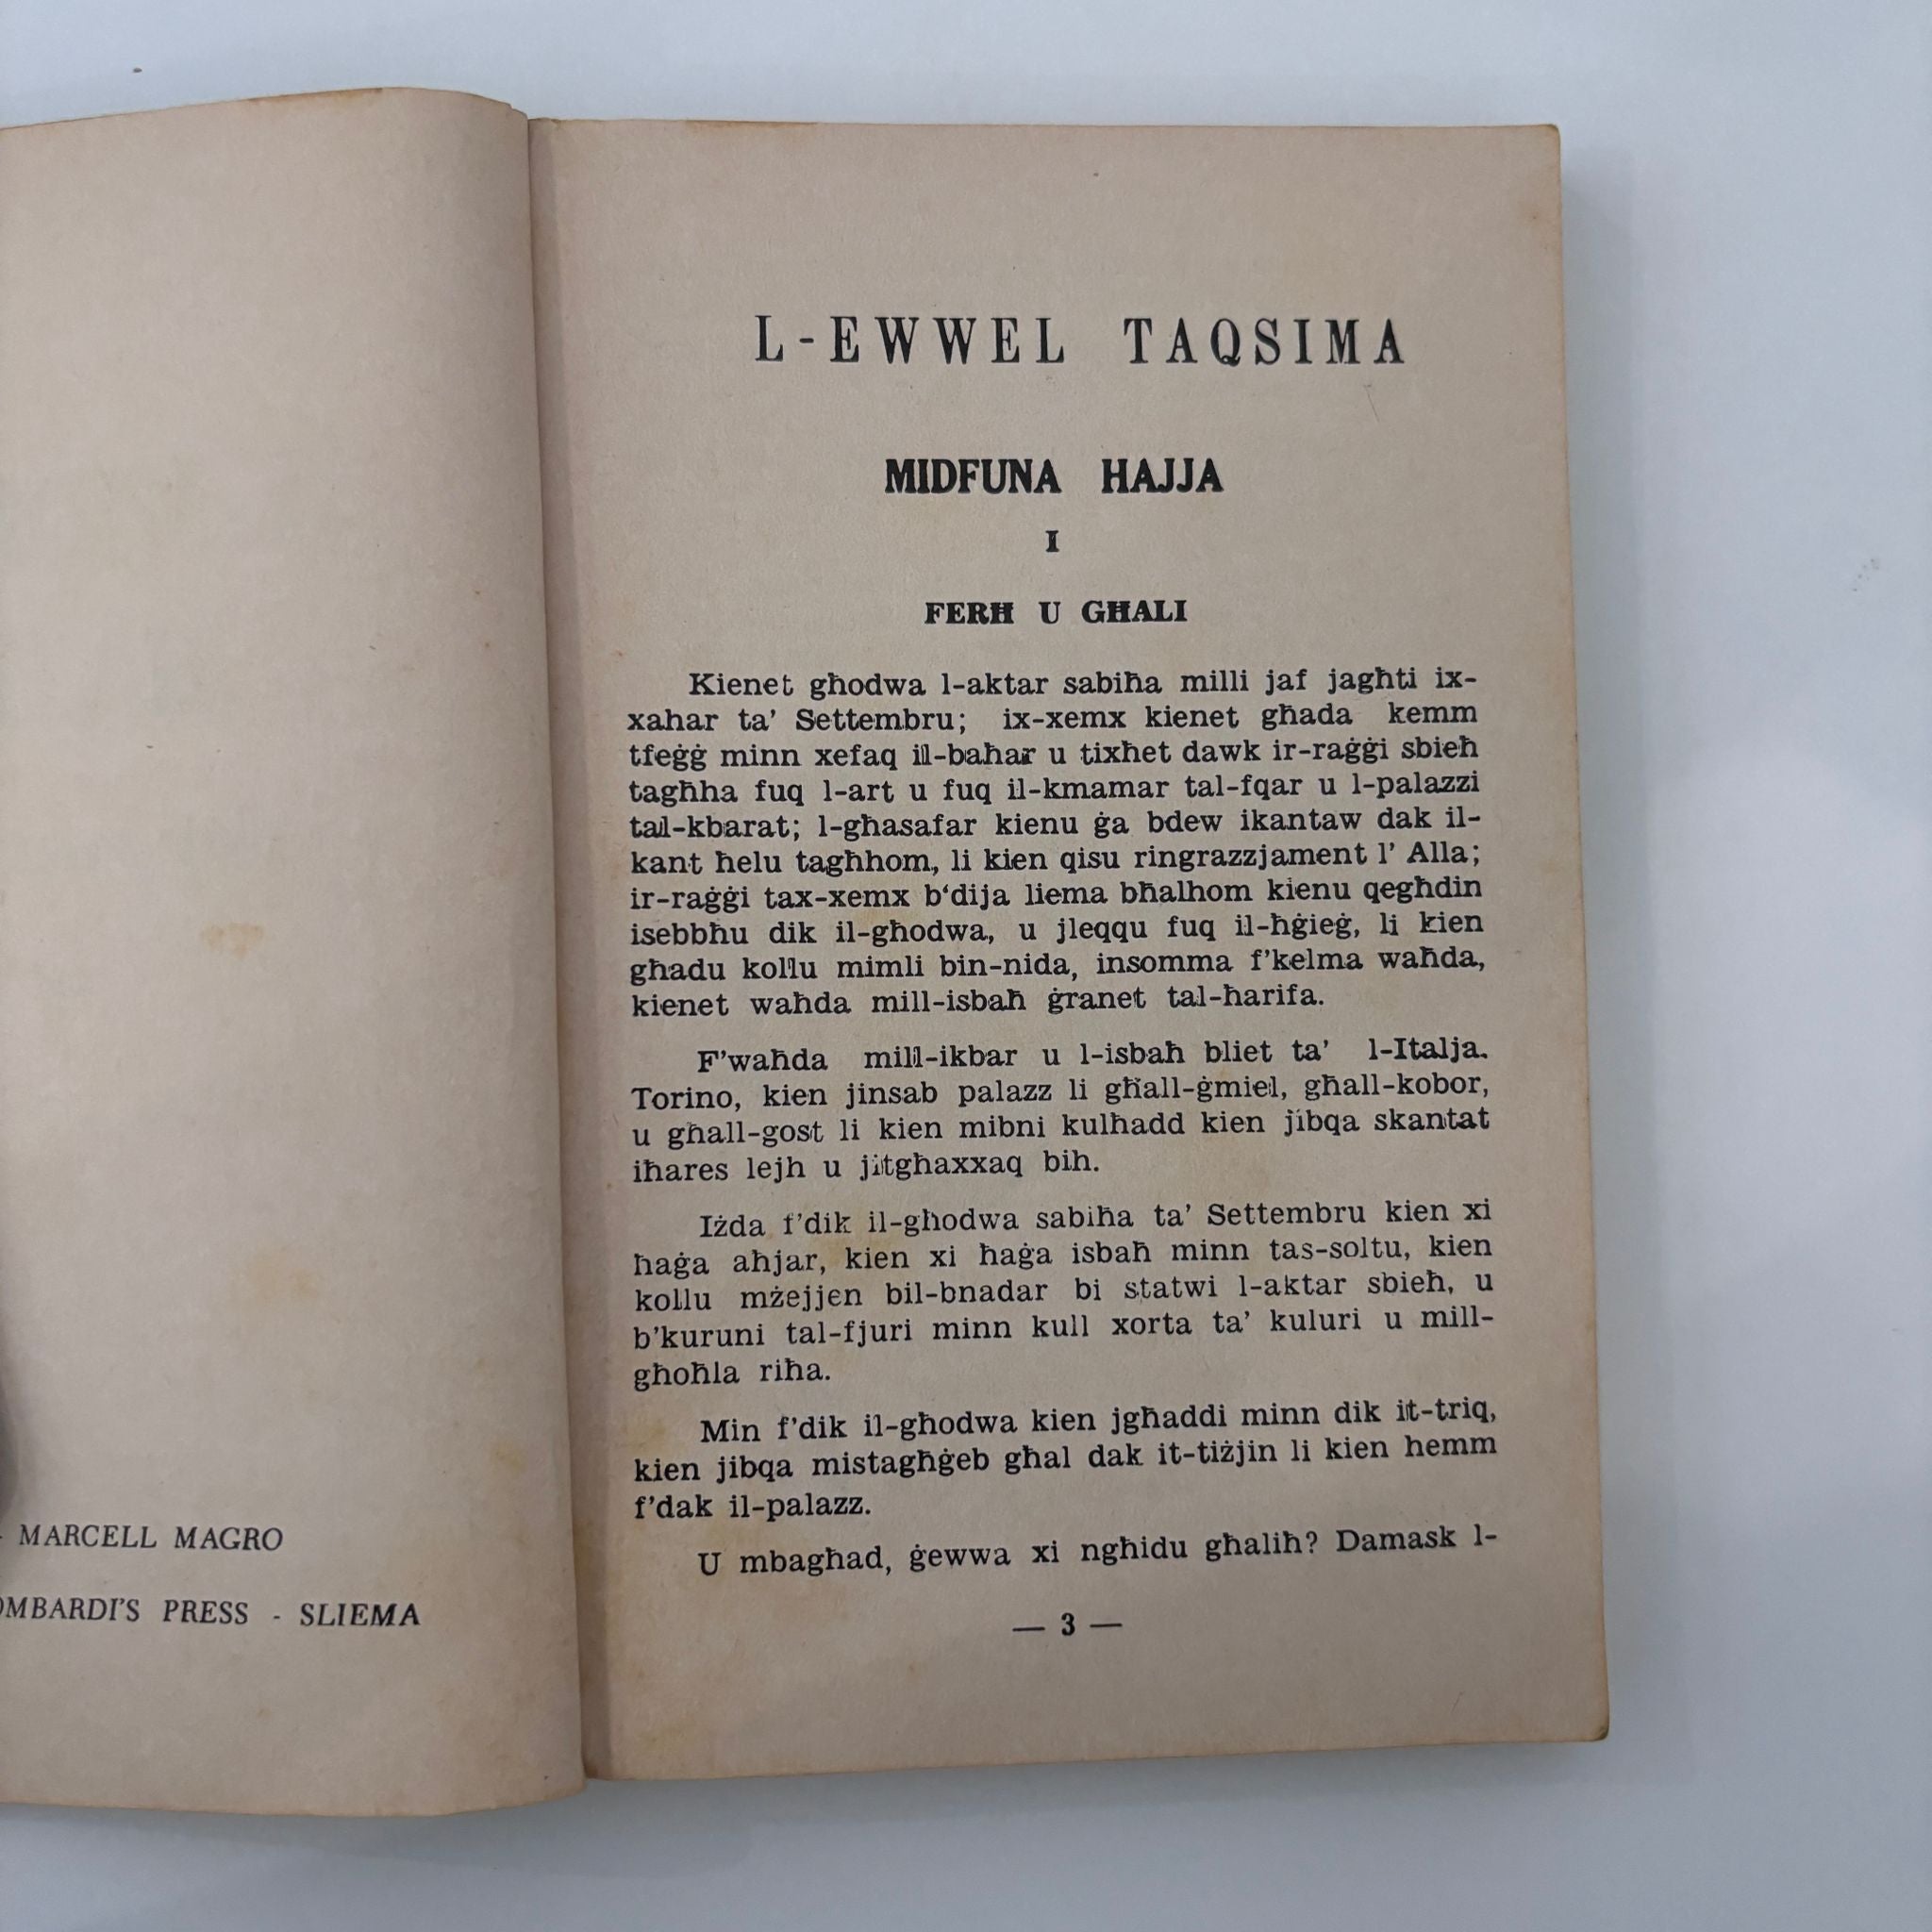 MARCELL MAGRO
PRESS - SLIEMA
L-EWWEL TAQSIMA
MIDFUNA HAJJA
I
FERĦ U GĦALI
Kienet għodwa l-aktar sabiħa milli jaf jagħti ix-
xahar ta' Settembru; ix-xemx kienet għada kemm
tfeġġ minn xefaq il-baħar u tixħet dawk ir-raġġi sbieħ
tagħha fuq l-art u fuq il-kmamar tal-fqar u l-palazzi
tal-kbarat; l-għasafar kienu ġa bdew ikantaw dak il-
kant ħelu tagħhom, li kien qisu ringrazzjament l' Alla;
ir-raġġi tax-xemx b‘dija liema bħalhom kienu qegħdin
isebbħu dik il-għodwa, u jleqqu fuq il-ħġieġ, li kien
għadu kollu mimli bin-nida, insomma f'kelma waħda,
kienet waħda mill-isbaħ ġranet tal-ħarifa.
F'waħda mill-ikbar u l-isbaħ bliet ta' l-Italja.
Torino, kien jinsab palazz li għall-ġmiel, għall-kobor,
u għall-gost li kien mibni kulħadd kien jibqa skantat
iħares lejh u jitgħaxxaq bih.
Iżda f'dik il-għodwa sabiħa ta' Settembru kien xi
ħaġa aħjar, kien xi ħaġa isbaħ minn tas-soltu, kien
kollu mżejjen bil-bnadar bi statwi l-aktar sbieħ, u
b'kuruni tal-fjuri minn kull xorta ta' kuluri u mill-
għoħla riħa.
Min f'dik il-għodwa kien jgħaddi minn dik it-triq,
kien jibqa mistagħġeb għal dak it-tiżjin li kien hemm
f'dak il-palazz.
U mbagħad, ġewwa xi ngħidu għaliħ? Damask l-
— 3 —